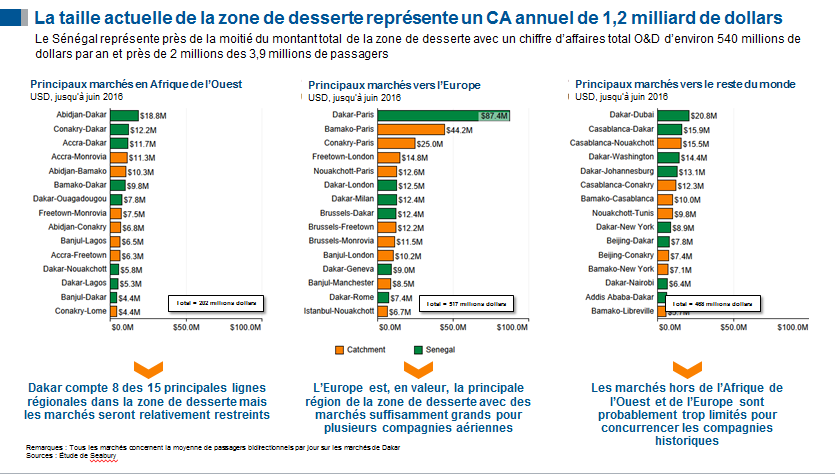 La taille actuelle de la zone de desserte représente un CA annuel de 1,2 milliard de dollars
Le Sénégal représente près de la moitié du montant total de la zone de desserte avec un chiffre d'affaires total O&D d'environ 540 millions de
dollars par an et près de 2 millions des 3,9 millions de passagers
Principaux marchés en Afrique de l'Ouest
USD, jusqu'à juin 2016
Abidjan-Dakar $18.8M
Conakry-Dakar $12.2M
Accra-Dakar $11.7M
Accra-Monrovia $11.3M
Abidjan-Bamako $10.3M
Bamako-Dakar $9.8M
Dakar-Ouagadougou $7.8M
Freetown-Monrovia $7.5M
Abidjan-Conakry $6.8M
Banjul-Lagos $6.5M
Accra-Freetown $6.3M
Dakar-Nouakchott $5.8M
Dakar-Lagos $5.3M
Banjul-Dakar $4.4M
Conakry-Lome $4.4M
Total = 202 millions dollars
$0.0M $50.0M $100.0M
Principaux marchés vers l'Europe
USD, jusqu'à juin 2016
Dakar-Paris $87.4M
Bamako-Paris $44.2M
Conakry-Paris $25.0M
Freetown-London $14.8M
Nouakchott-Paris $12.6M
Dakar-London $12.5M
Dakar-Milan $12.4M
Brussels-Dakar $12.4M
Brussels-Freetown $12.2M
Brussels-Monrovia $11.5M
Banjul-London $10.2M
Dakar-Geneva $9.0M
Banjul-Manchester $8.5M
Dakar-Rome $7.4M
Istanbul-Nouakchott $6.7M
Total = 517 millions dollars
$0.0M $50.0M $100.0M
Catchment Senegal
Principaux marchés vers le reste du monde
USD, jusqu'à juin 2016
Dakar-Dubai $20.8M
Casablanca-Dakar $15.9M
Casablanca-Nouakchott $15.5M
Dakar-Washington $14.4M
Dakar-Johannesburg $13.1M
Casablanca-Conakry $12.3M
Bamako-Casablanca $10.0M
Nouakchott-Tunis $9.8M
Dakar-New York $8.9M
Beijing-Dakar $7.8M
Beijing-Conakry $7.4M
Bamako-New York $7.1M
Dakar-Nairobi $6.4M
Addis Ababa-Dakar
Bamako-Libreville
Total = 468 millions dollars
$0.0M $50.0M $100.0M
Dakar compte 8 des 15 principales lignes
régionales dans la zone de desserte mais
les marchés seront relativement restreints
L'Europe est, en valeur, la principale
région de la zone de desserte avec des
marchés suffisamment grands pour
plusieurs compagnies aériennes
Les marchés hors de l'Afrique de
l'Ouest et de l'Europe sont
probablement trop limités pour
concurrencer les compagnies
historiques
Remarques : Tous les marchés concernent la moyenne de passagers bidirectionnels par jour sur les marchés de Dakar
Sources : Étude de Seabury